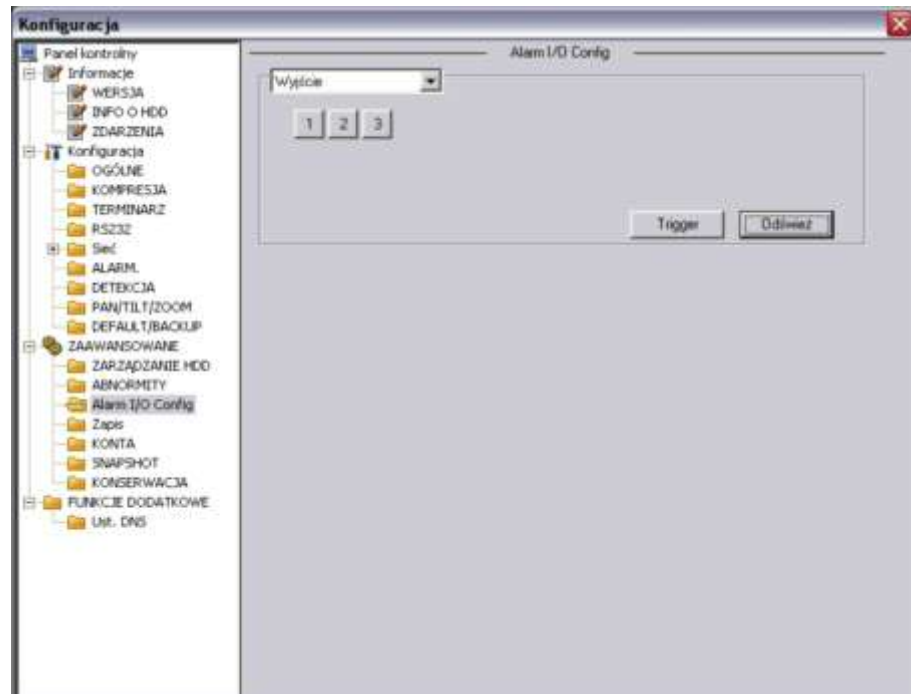 Konfiguracja
Panel kontrolny
Informacje
WERSJA
INFO O HDD
ZDARZENIA
Konfiguracja
OGÓLNE
KOMPRESJA
TERMINARZ
RS232
Sieć
ALARM.
DETEKCJA
PAN/TILT/ZOOM
DEFAULT/BACKUP
ZAAWANSOWANE
ZARZĄDZANIE HDD
ABNORMITY
Alarm I/O Config
Zapis
KONTA
SNAPSHOT
KONSERWACJA
FUNKCJE DODATKOWE
Ust. DNS
Alarm I/O Config
Wyjście
1 2 3
Trigger Odśwież